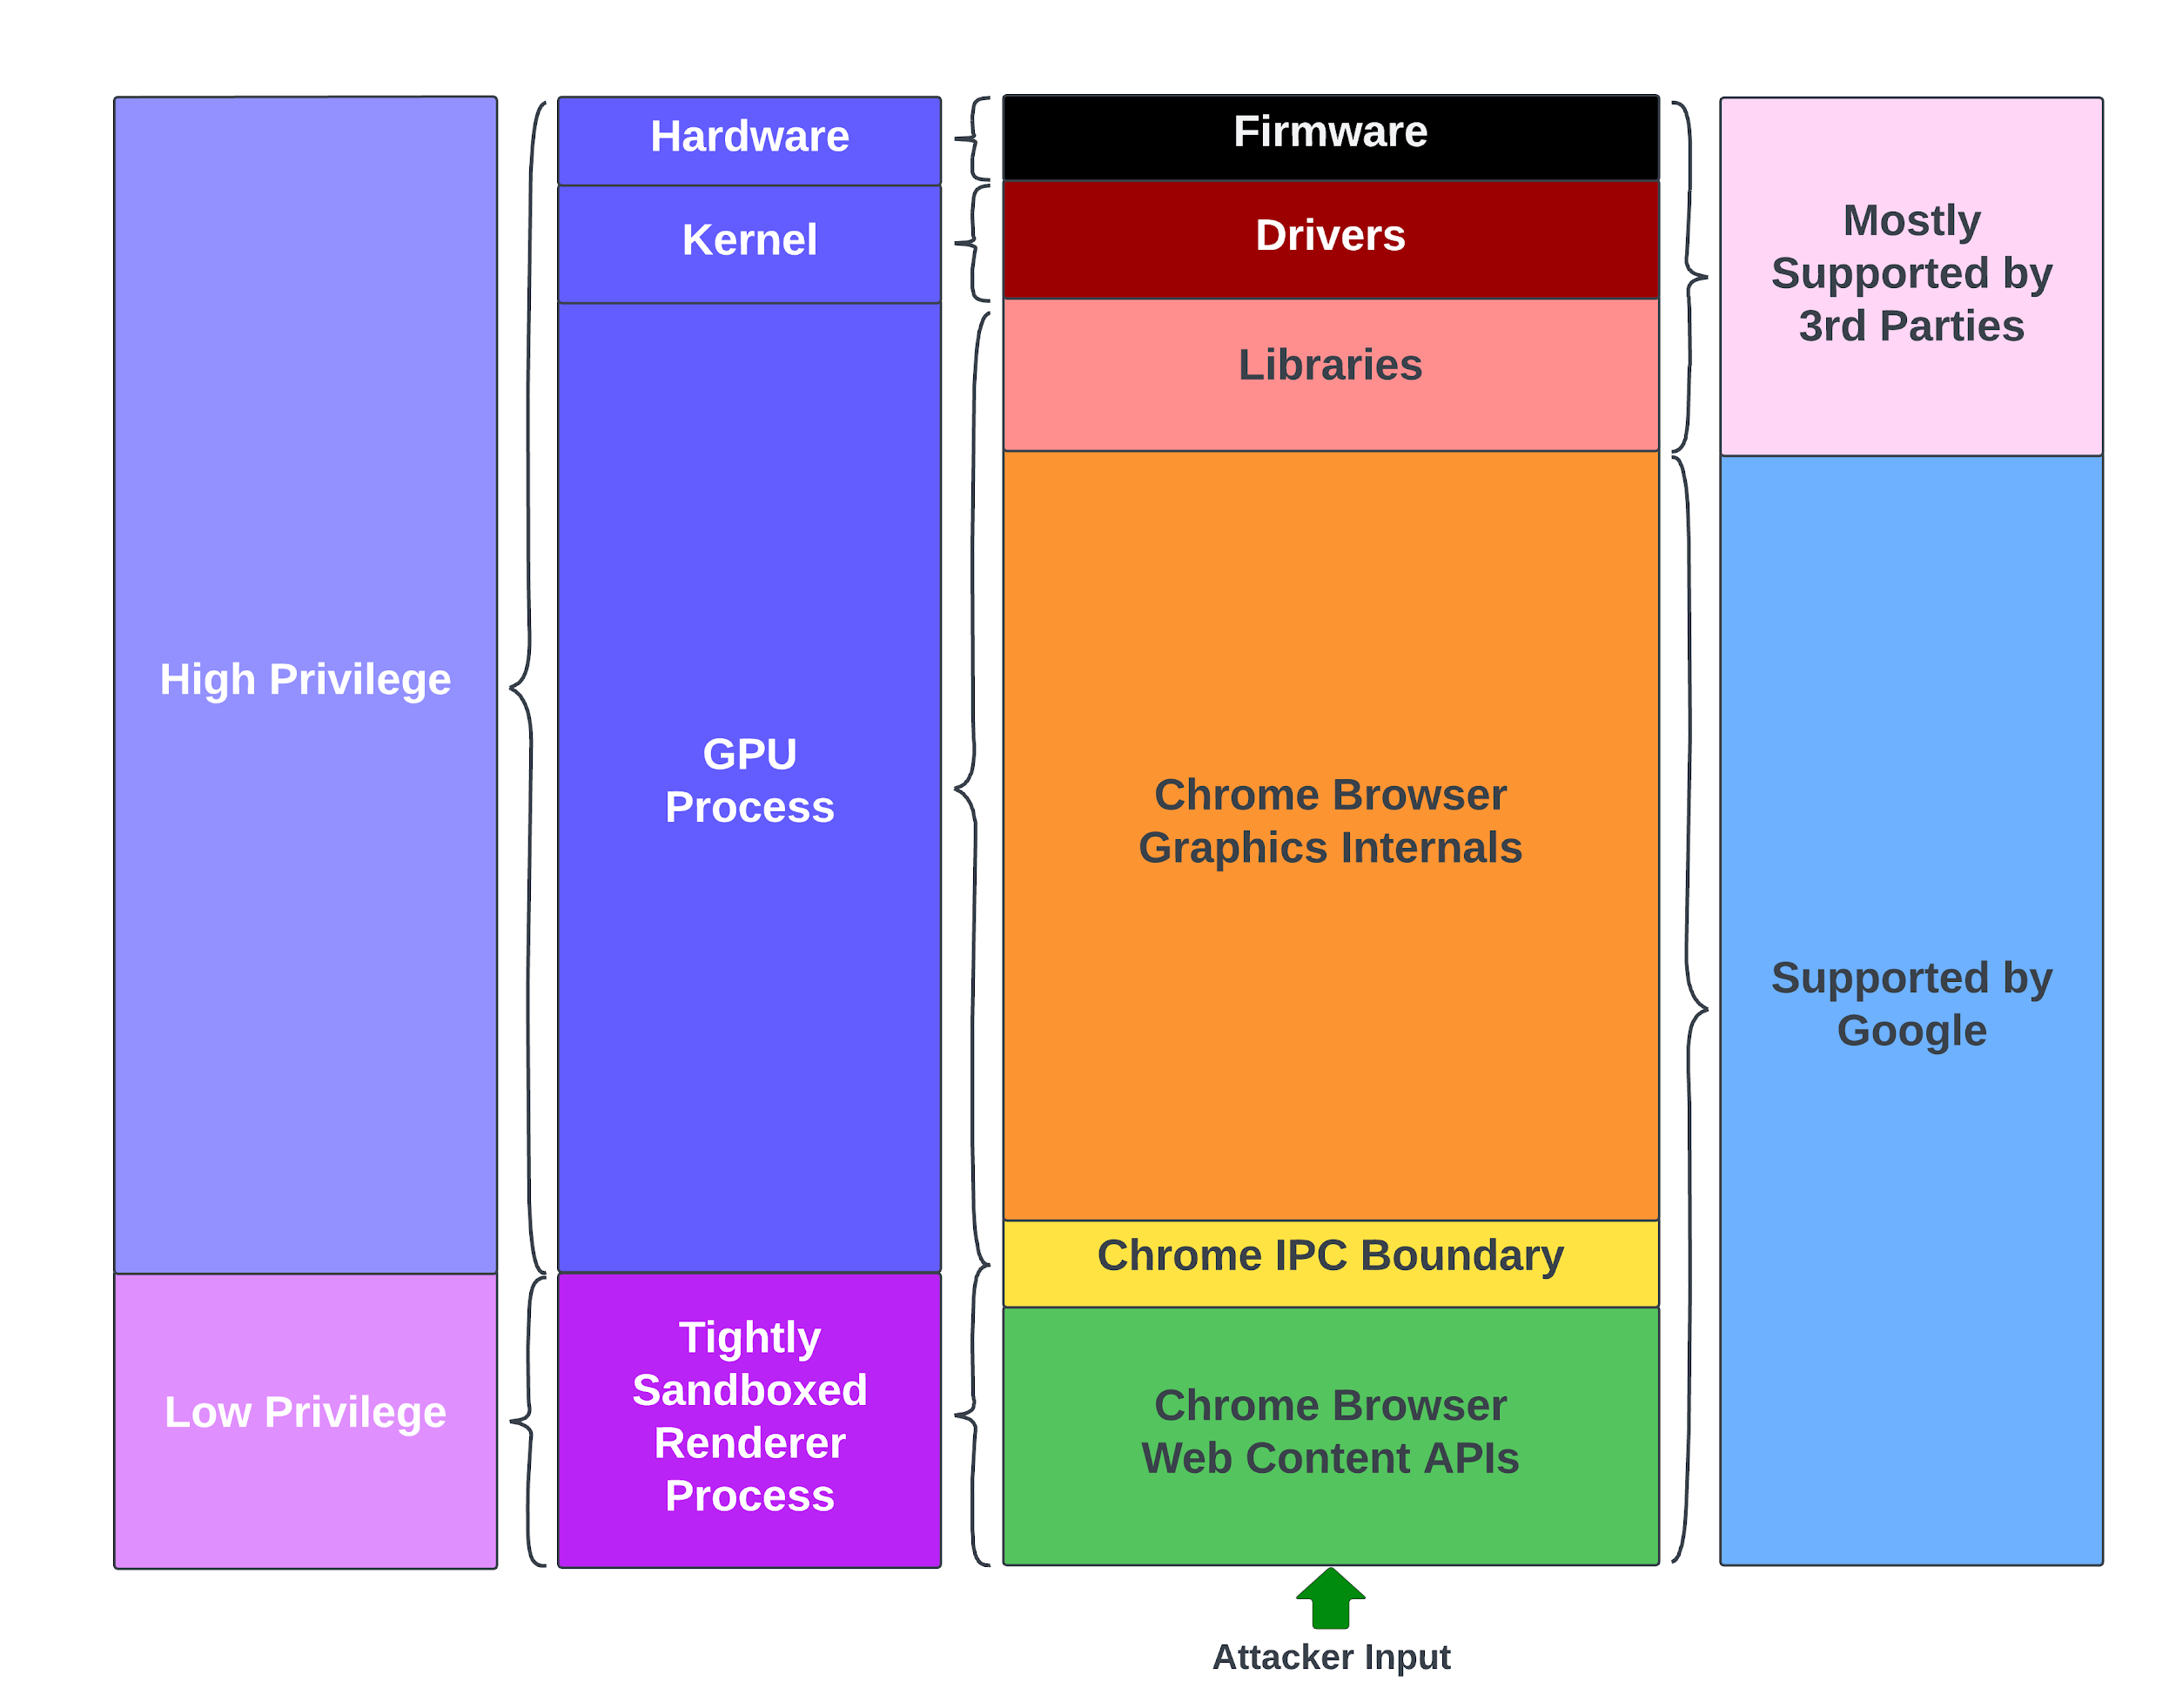 High Privilege
Low Privilege
Hardware
Kernel
GPU
Process
Tightly
Sandboxed
Renderer
Process
Firmware
Drivers
Libraries
Chrome Browser
Graphics Internals
Chrome IPC Boundary
Chrome Browser
Web Content APIs
Attacker Input
Mostly
Supported by
3rd Parties
Supported by
Google